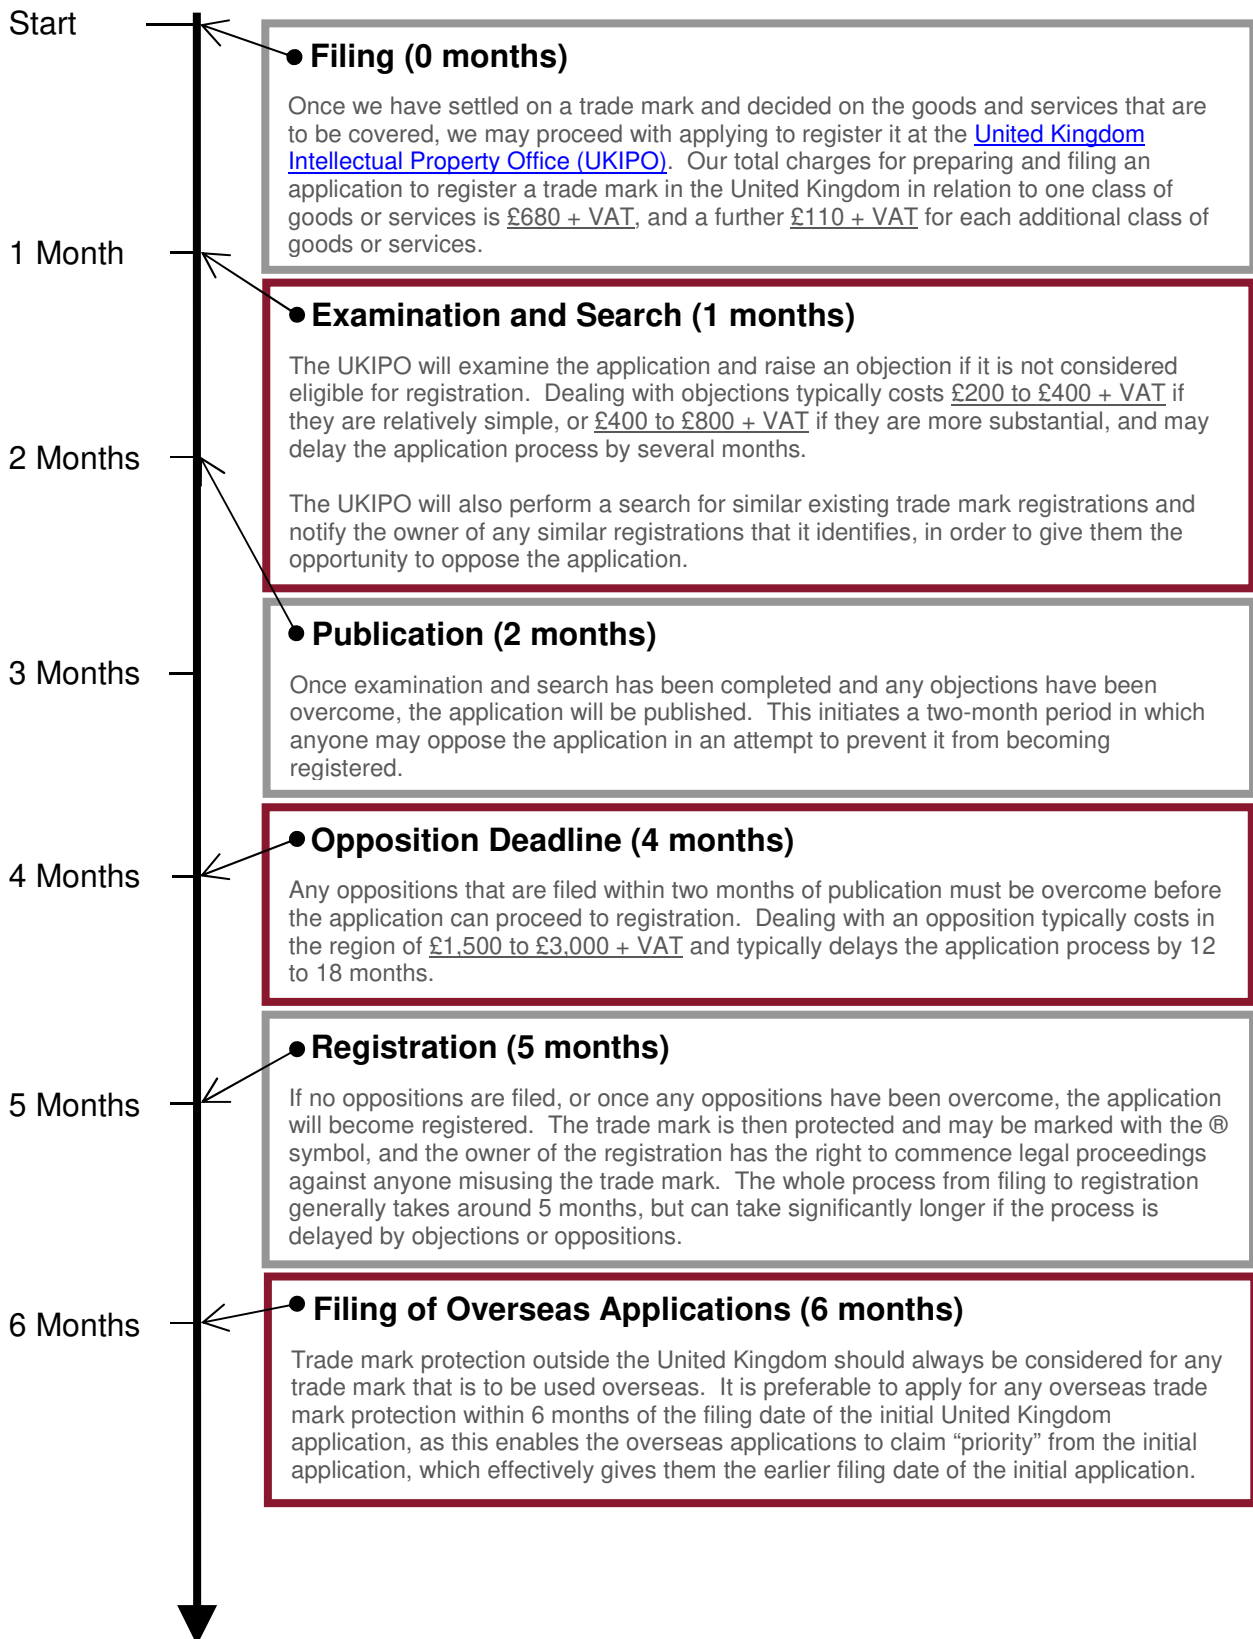 Start
Filing (0 months)
Once we have settled on a trade mark and decided on the goods and services that are
to be covered, we may proceed with applying to register it at the United Kingdom
Intellectual Property Office (UKIPO).  Our total charges for preparing and filing an
application to register a trade mark in the United Kingdom in relation to one class of
goods or services is £680 + VAT, and a further £110 + VAT for each additional class of
goods or services.
1 Month
Examination and Search (1 months)
The UKIPO will examine the application and raise an objection if it is not considered
eligible for registration.  Dealing with objections typically costs £200 to £400 + VAT if
they are relatively simple, or £400 to £800 + VAT if they are more substantial, and may
delay the application process by several months.
2 Months
The UKIPO will also perform a search for similar existing trade mark registrations and
notify the owner of any similar registrations that it identifies, in order to give them the
opportunity to oppose the application.
Publication (2 months)
3 Months
Once examination and search has been completed and any objections have been
overcome, the application will be published.  This initiates a two-month period in which
anyone may oppose the application in an attempt to prevent it from becoming
registered.
Opposition Deadline (4 months)
4 Months
Any oppositions that are filed within two months of publication must be overcome before
the application can proceed to registration.  Dealing with an opposition typically costs in
the region of £1,500 to £3,000 + VAT and typically delays the application process by 12
to 18 months.
Registration (5 months)
5 Months
If no oppositions are filed, or once any oppositions have been overcome, the application
will become registered.  The trade mark is then protected and may be marked with the ®
symbol, and the owner of the registration has the right to commence legal proceedings
against anyone misusing the trade mark.  The whole process from filing to registration
generally takes around 5 months, but can take significantly longer if the process is
delayed by objections or oppositions.
Filing of Overseas Applications (6 months)
6 Months
Trade mark protection outside the United Kingdom should always be considered for any
trade mark that is to be used overseas.  It is preferable to apply for any overseas trade
mark protection within 6 months of the filing date of the initial United Kingdom
application, as this enables the overseas applications to claim “priority” from the initial
application, which effectively gives them the earlier filing date of the initial application.